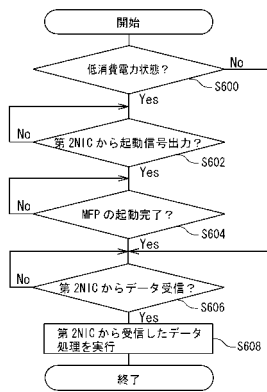 開始
低消費電力状態？
No
S600
Yes
第2NICから起動信号出力？
No
S602
Yes
MFPの起動完了？
No
S604
Yes
第2NICからデータ受信？
No
S606
Yes
第2NICから受信したデータ
処理を実行
S608
終了